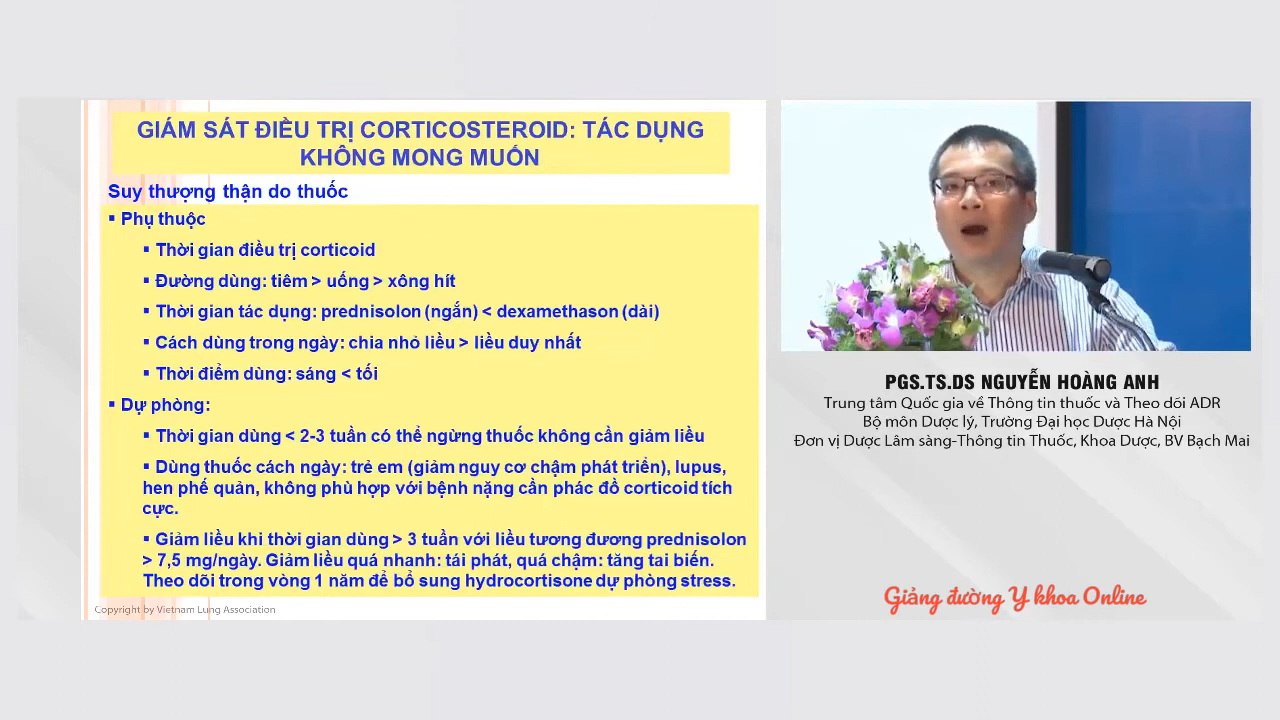 GIÁM SÁT ĐIỀU TRỊ CORTICOSTEROID: TÁC DỤNG
KHÔNG MONG MUỐN
Suy thượng thận do thuốc
▪ Phụ thuộc
▪ Thời gian điều trị corticoid
▪ Đường dùng: tiêm > uống > xông hít
▪ Thời gian tác dụng: prednisolon (ngắn) < dexamethason (dài)
▪ Cách dùng trong ngày: chia nhỏ liều > liều duy nhất
▪ Thời điểm dùng: sáng < tối
▪ Dự phòng:
▪ Thời gian dùng < 2-3 tuần có thể ngừng thuốc không cần giảm liều
▪ Dùng thuốc cách ngày: trẻ em (giảm nguy cơ chậm phát triển), lupus,
hen phế quản, không phù hợp với bệnh nặng cần phác đồ corticoid tích
cực.
▪ Giảm liều khi thời gian dùng > 3 tuần với liều tương đương prednisolon
> 7,5 mg/ngày. Giảm liều quá nhanh: tái phát, quá chậm: tăng tai biến.
Theo dõi trong vòng 1 năm để bổ sung hydrocortisone dự phòng stress.
Copyright by Vietnam Lung Association
PGS.TS.DS NGUYỄN HOÀNG ANH
Trung tâm Quốc gia về Thông tin thuốc và Theo dõi ADR
Bộ môn Dược lý, Trường Đại học Dược Hà Nội
Đơn vị Dược Lâm sàng-Thông tin Thuốc, Khoa Dược, BV Bạch Mai
Giảng đường Y khoa Online